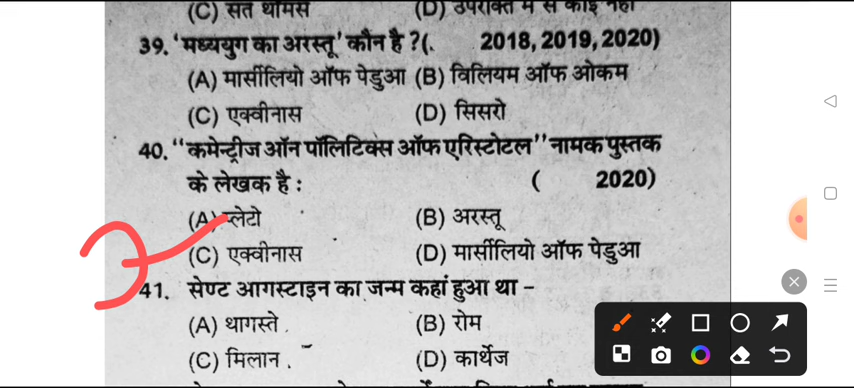 (C) संत थॉमस (D) उपरोक्त में से कोई नहीं
39. ‘मध्ययुग का अरस्तू’ कौन है ?(. 2018, 2019, 2020)
(A) मार्सीलियो ऑफ पेडुआ (B) विलियम ऑफ ओकम
(C) एक्वीनास (D) सिसरो
40. ‘‘कमेन्ट्रीज ऑन पॉलिटिक्स ऑफ एरिस्टोटल’’ नामक पुस्तक
के लेखक है : ( 2020)
(A) प्लेटो (B) अरस्तू
(C) एक्वीनास (D) मार्सीलियो ऑफ पेडुआ
41. सेण्ट आगस्टाइन का जन्म कहां हुआ था -
(A) थागस्ते . (B) रोम
(C) मिलान . (D) कार्थेज